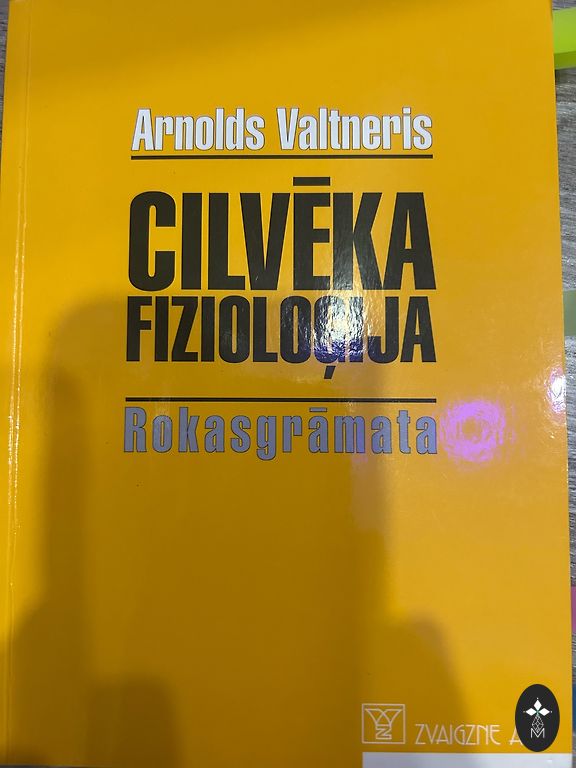 Arnolds Valtneris
CILVĒKA
FIZIOLOĢIJA
Rokasgrāmata
ZVAIGZNE A